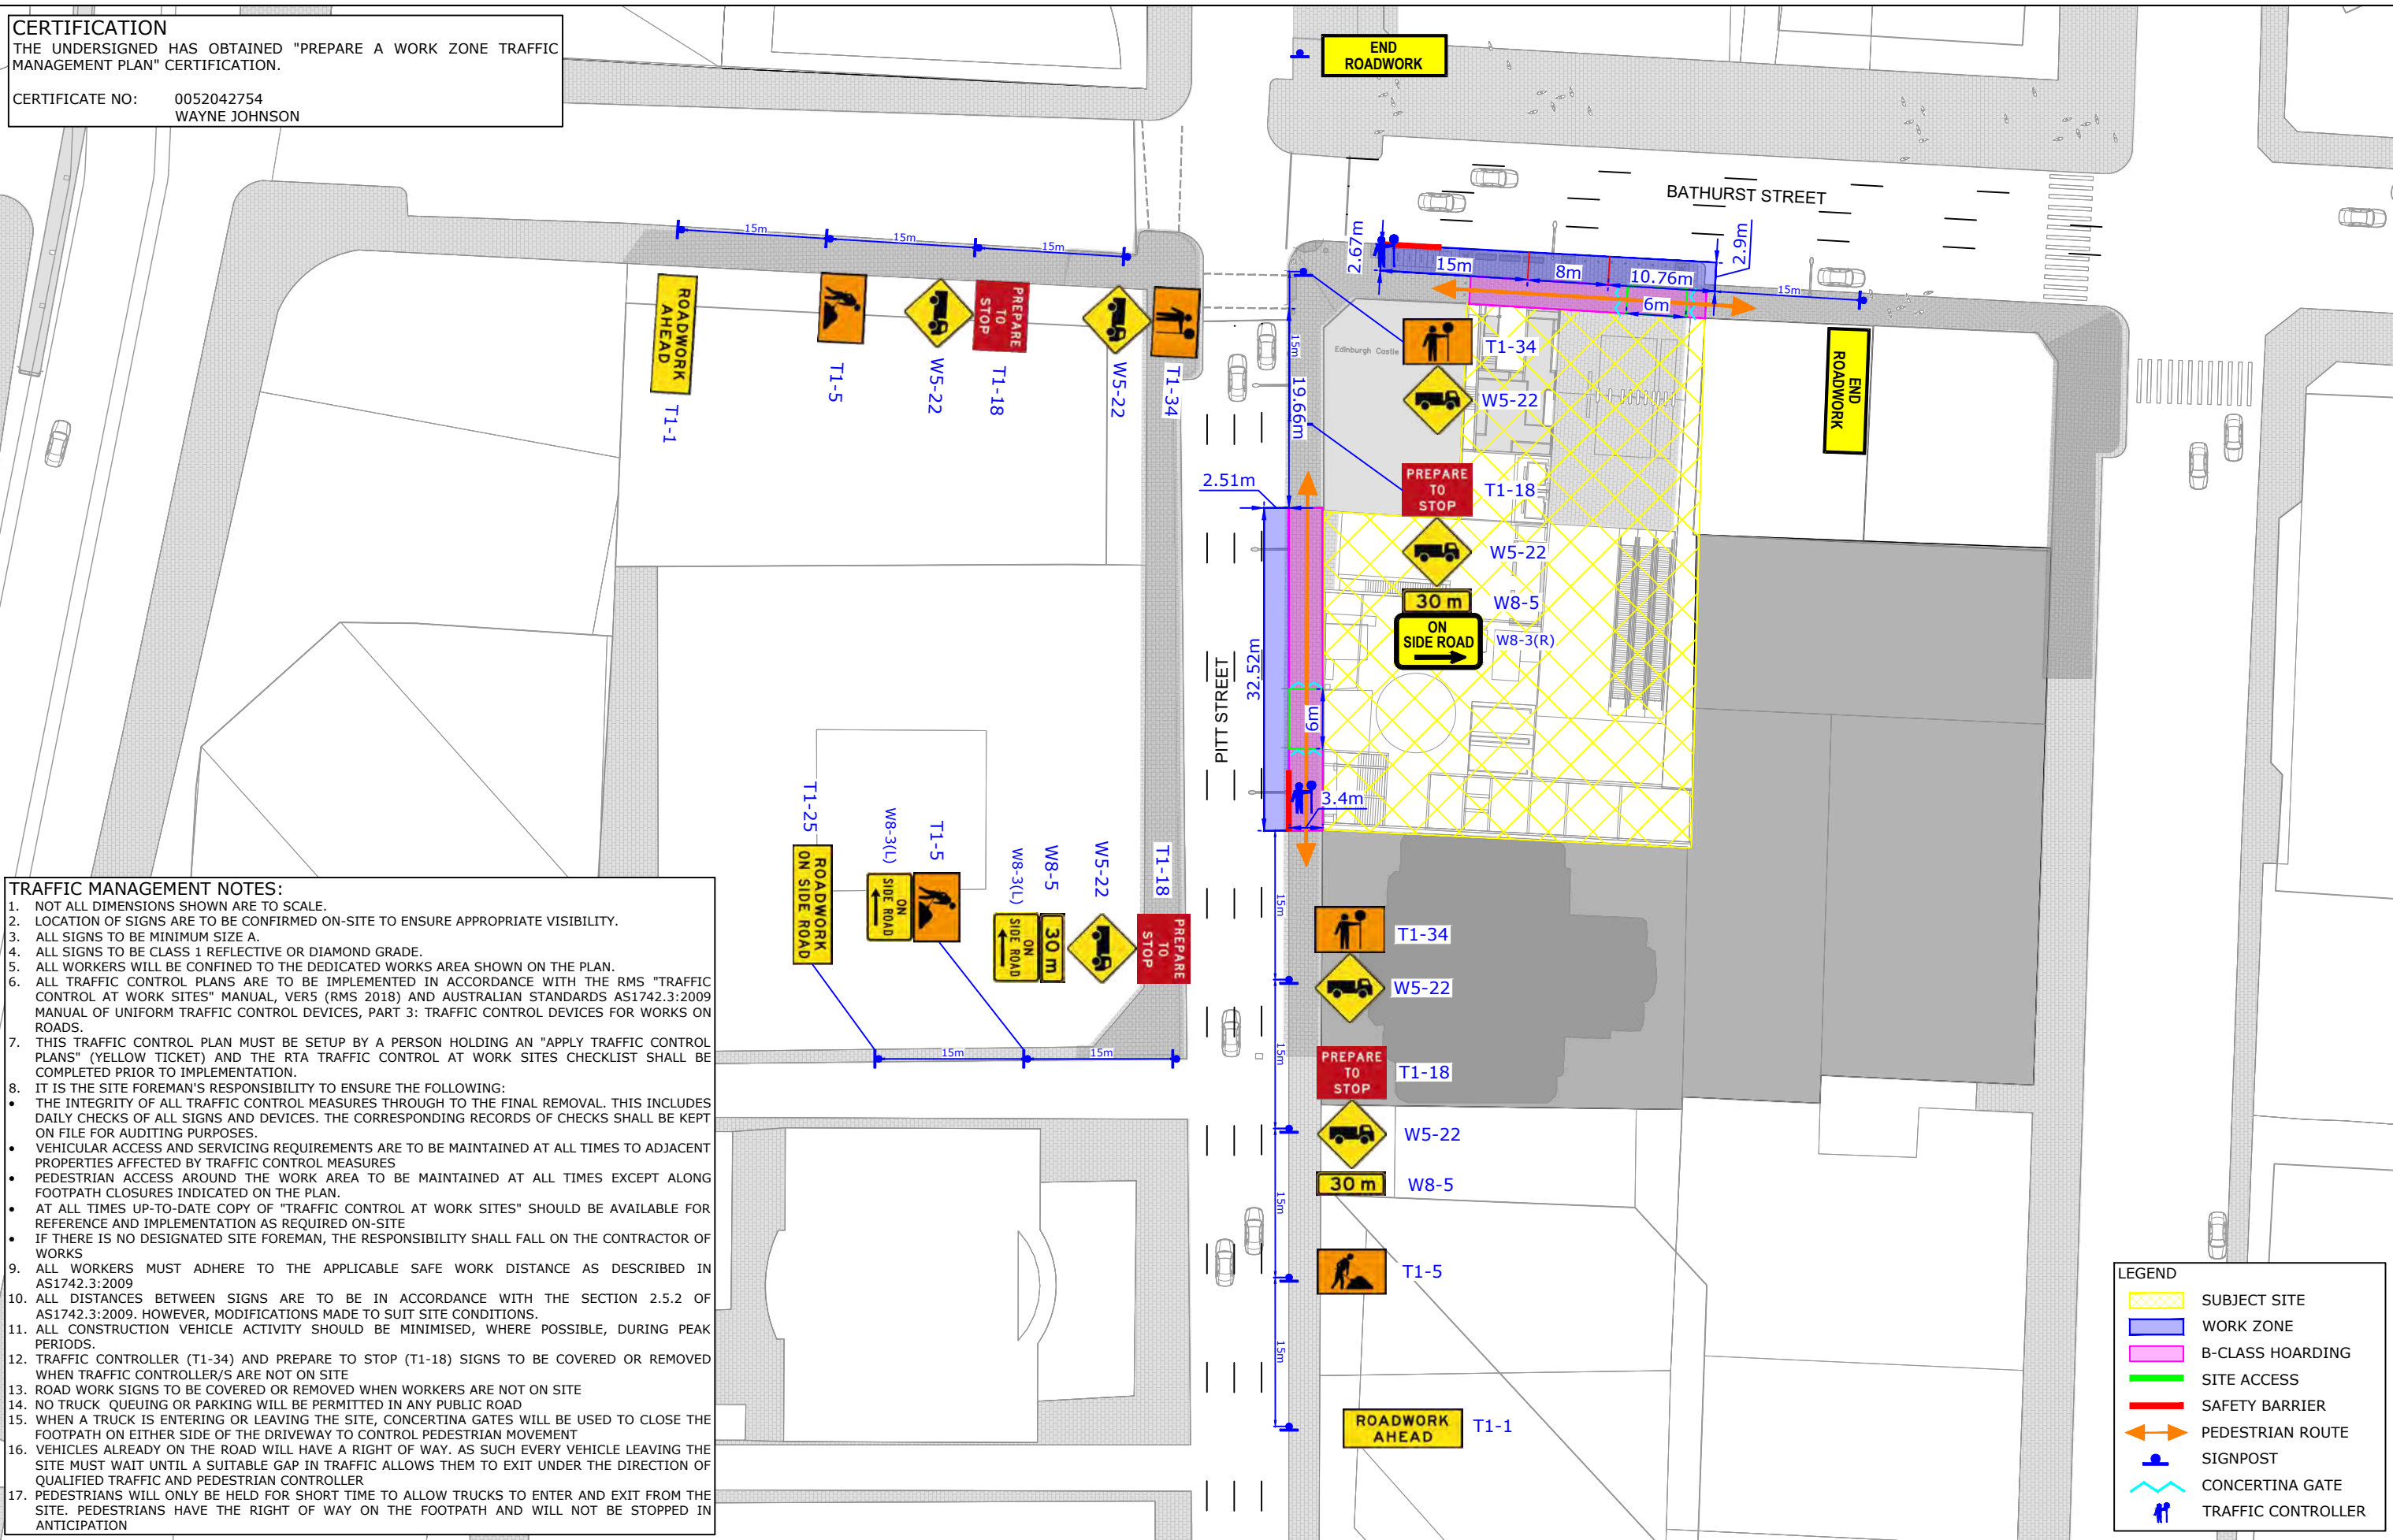 CERTIFICATION
THE UNDERSIGNED HAS OBTAINED "PREPARE A WORK ZONE TRAFFIC
MANAGEMENT PLAN" CERTIFICATION.
CERTIFICATE NO: 0052042754
WAYNE JOHNSON
END
ROADWORK
BATHURST STREET
15m
15m
15m
2.67m
15m
8m
10.76m
2.9m
15m
6m
ROADWORK
AHEAD
T1-1
T1-5
W5-22
PREPARE
TO
STOP
T1-18
W5-22
T1-34
15m
19.66m
Edinburgh Castle
T1-34
W5-22
PREPARE
TO
STOP
T1-18
W5-22
30 m
W8-5
ON
SIDE ROAD
W8-3(R)
END
ROADWORK
2.51m
32.52m
PITT STREET
6m
3.4m
T1-25
ROADWORK
ON SIDE ROAD
W8-3(L)
ON
SIDE ROAD
T1-5
W8-3(L)
ON
SIDE ROAD
W8-5
30 m
W5-22
T1-18
PREPARE
TO
STOP
15m
15m
15m
T1-34
W5-22
15m
PREPARE
TO
STOP
T1-18
W5-22
30 m
W8-5
15m
T1-5
15m
ROADWORK
AHEAD
T1-1
TRAFFIC MANAGEMENT NOTES:
1. NOT ALL DIMENSIONS SHOWN ARE TO SCALE.
2. LOCATION OF SIGNS ARE TO BE CONFIRMED ON-SITE TO ENSURE APPROPRIATE VISIBILITY.
3. ALL SIGNS TO BE MINIMUM SIZE A.
4. ALL SIGNS TO BE CLASS 1 REFLECTIVE OR DIAMOND GRADE.
5. ALL WORKERS WILL BE CONFINED TO THE DEDICATED WORKS AREA SHOWN ON THE PLAN.
6. ALL TRAFFIC CONTROL PLANS ARE TO BE IMPLEMENTED IN ACCORDANCE WITH THE RMS "TRAFFIC
CONTROL AT WORK SITES" MANUAL, VER5 (RMS 2018) AND AUSTRALIAN STANDARDS AS1742.3:2009
MANUAL OF UNIFORM TRAFFIC CONTROL DEVICES, PART 3: TRAFFIC CONTROL DEVICES FOR WORKS ON
ROADS.
7. THIS TRAFFIC CONTROL PLAN MUST BE SETUP BY A PERSON HOLDING AN "APPLY TRAFFIC CONTROL
PLANS" (YELLOW TICKET) AND THE RTA TRAFFIC CONTROL AT WORK SITES CHECKLIST SHALL BE
COMPLETED PRIOR TO IMPLEMENTATION.
8. IT IS THE SITE FOREMAN'S RESPONSIBILITY TO ENSURE THE FOLLOWING:
• THE INTEGRITY OF ALL TRAFFIC CONTROL MEASURES THROUGH TO THE FINAL REMOVAL. THIS INCLUDES
DAILY CHECKS OF ALL SIGNS AND DEVICES. THE CORRESPONDING RECORDS OF CHECKS SHALL BE KEPT
ON FILE FOR AUDITING PURPOSES.
• VEHICULAR ACCESS AND SERVICING REQUIREMENTS ARE TO BE MAINTAINED AT ALL TIMES TO ADJACENT
PROPERTIES AFFECTED BY TRAFFIC CONTROL MEASURES
• PEDESTRIAN ACCESS AROUND THE WORK AREA TO BE MAINTAINED AT ALL TIMES EXCEPT ALONG
FOOTPATH CLOSURES INDICATED ON THE PLAN.
• AT ALL TIMES UP-TO-DATE COPY OF "TRAFFIC CONTROL AT WORK SITES" SHOULD BE AVAILABLE FOR
REFERENCE AND IMPLEMENTATION AS REQUIRED ON-SITE
• IF THERE IS NO DESIGNATED SITE FOREMAN, THE RESPONSIBILITY SHALL FALL ON THE CONTRACTOR OF
WORKS
9. ALL WORKERS MUST ADHERE TO THE APPLICABLE SAFE WORK DISTANCE AS DESCRIBED IN
AS1742.3:2009
10. ALL DISTANCES BETWEEN SIGNS ARE TO BE IN ACCORDANCE WITH THE SECTION 2.5.2 OF
AS1742.3:2009. HOWEVER, MODIFICATIONS MADE TO SUIT SITE CONDITIONS.
11. ALL CONSTRUCTION VEHICLE ACTIVITY SHOULD BE MINIMISED, WHERE POSSIBLE, DURING PEAK
PERIODS.
12. TRAFFIC CONTROLLER (T1-34) AND PREPARE TO STOP (T1-18) SIGNS TO BE COVERED OR REMOVED
WHEN TRAFFIC CONTROLLER/S ARE NOT ON SITE
13. ROAD WORK SIGNS TO BE COVERED OR REMOVED WHEN WORKERS ARE NOT ON SITE
14. NO TRUCK QUEUING OR PARKING WILL BE PERMITTED IN ANY PUBLIC ROAD
15. WHEN A TRUCK IS ENTERING OR LEAVING THE SITE, CONCERTINA GATES WILL BE USED TO CLOSE THE
FOOTPATH ON EITHER SIDE OF THE DRIVEWAY TO CONTROL PEDESTRIAN MOVEMENT
16. VEHICLES ALREADY ON THE ROAD WILL HAVE A RIGHT OF WAY. AS SUCH EVERY VEHICLE LEAVING THE
SITE MUST WAIT UNTIL A SUITABLE GAP IN TRAFFIC ALLOWS THEM TO EXIT UNDER THE DIRECTION OF
QUALIFIED TRAFFIC AND PEDESTRIAN CONTROLLER
17. PEDESTRIANS WILL ONLY BE HELD FOR SHORT TIME TO ALLOW TRUCKS TO ENTER AND EXIT FROM THE
SITE. PEDESTRIANS HAVE THE RIGHT OF WAY ON THE FOOTPATH AND WILL NOT BE STOPPED IN
ANTICIPATION
LEGEND
SUBJECT SITE
WORK ZONE
B-CLASS HOARDING
SITE ACCESS
SAFETY BARRIER
PEDESTRIAN ROUTE
SIGNPOST
CONCERTINA GATE
TRAFFIC CONTROLLER